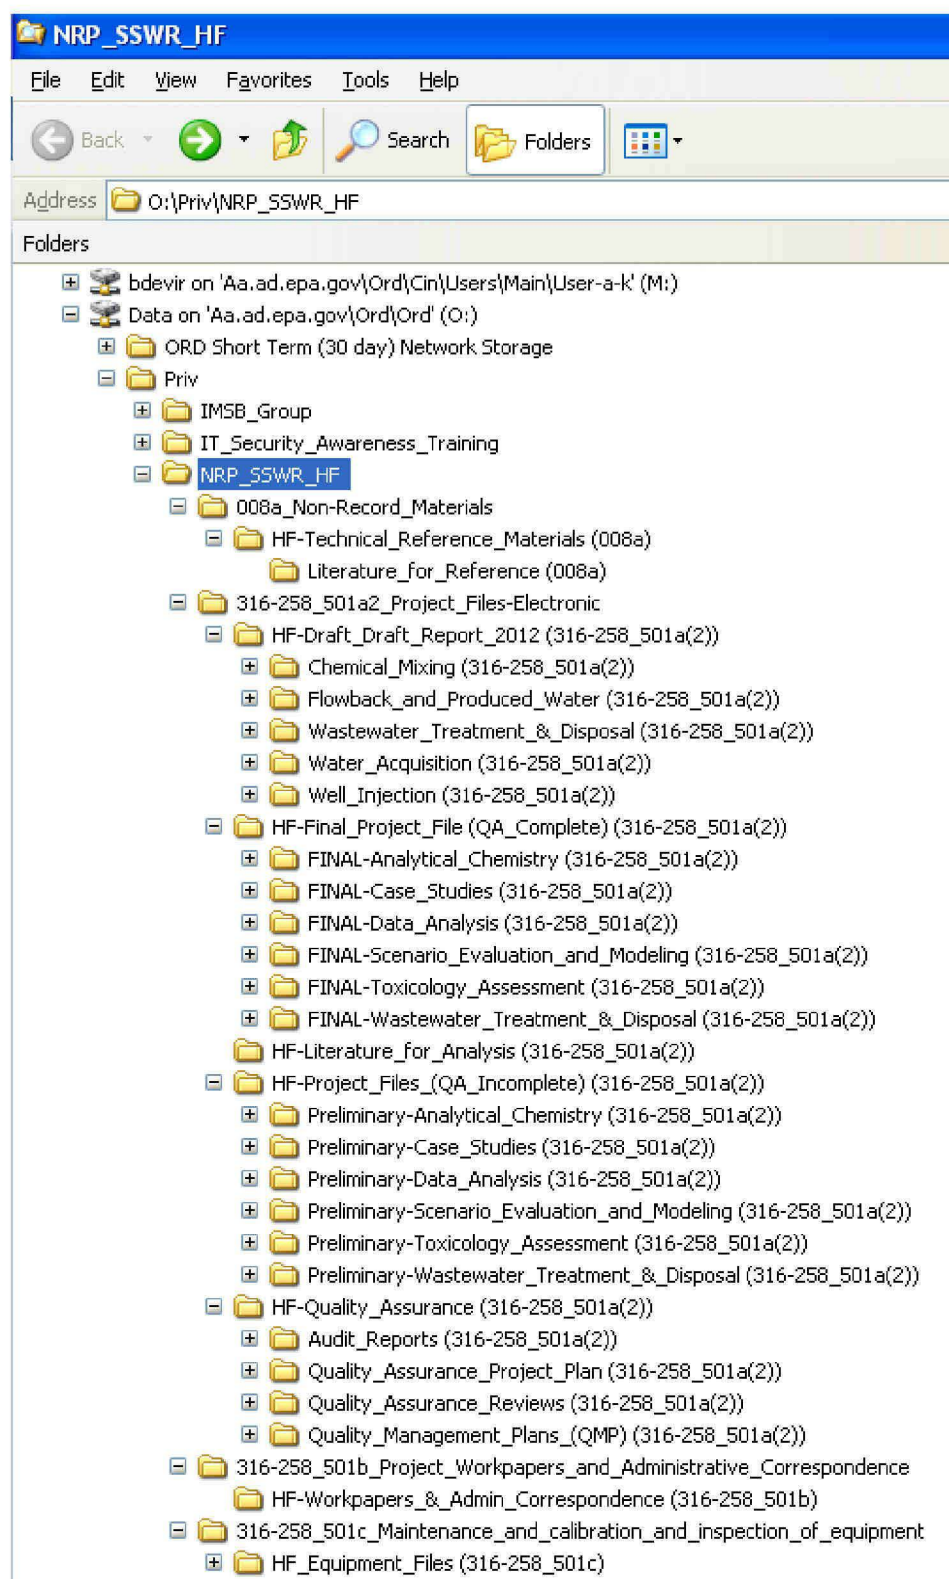 NRP_SSWR_HF
File Edit View Favorites Tools Help
Back Search Folders
Address O:\Priv\NRP_SSWR_HF
Folders
bdevir on 'Aa.ad.epa.gov\Ord\Cin\Users\Main\User-a-k' (M:)
Data on 'Aa.ad.epa.gov\Ord\Ord' (O:)
ORD Short Term (30 day) Network Storage
Priv
IMSB_Group
IT_Security_Awareness_Training
NRP_SSWR_HF
008a_Non-Record_Materials
HF-Technical_Reference_Materials (008a)
Literature_for_Reference (008a)
316-258_501a2_Project_Files-Electronic
HF-Draft_Draft_Report_2012 (316-258_501a(2))
Chemical_Mixing (316-258_501a(2))
Flowback_and_Produced_Water (316-258_501a(2))
Wastewater_Treatment_&_Disposal (316-258_501a(2))
Water_Acquisition (316-258_501a(2))
Well_Injection (316-258_501a(2))
HF-Final_Project_File (QA_Complete) (316-258_501a(2))
FINAL-Analytical_Chemistry (316-258_501a(2))
FINAL-Case_Studies (316-258_501a(2))
FINAL-Data_Analysis (316-258_501a(2))
FINAL-Scenario_Evaluation_and_Modeling (316-258_501a(2))
FINAL-Toxicology_Assessment (316-258_501a(2))
FINAL-Wastewater_Treatment_&_Disposal (316-258_501a(2))
HF-Literature_for_Analysis (316-258_501a(2))
HF-Project_Files_(QA_Incomplete) (316-258_501a(2))
Preliminary-Analytical_Chemistry (316-258_501a(2))
Preliminary-Case_Studies (316-258_501a(2))
Preliminary-Data_Analysis (316-258_501a(2))
Preliminary-Scenario_Evaluation_and_Modeling (316-258_501a(2))
Preliminary-Toxicology_Assessment (316-258_501a(2))
Preliminary-Wastewater_Treatment_&_Disposal (316-258_501a(2))
HF-Quality_Assurance (316-258_501a(2))
Audit_Reports (316-258_501a(2))
Quality_Assurance_Project_Plan (316-258_501a(2))
Quality_Assurance_Reviews (316-258_501a(2))
Quality_Management_Plans_(QMP) (316-258_501a(2))
316-258_501b_Project_Workpapers_and_Administrative_Correspondence
HF-Workpapers_&_Admin_Correspondence (316-258_501b)
316-258_501c_Maintenance_and_calibration_and_inspection_of_equipment
HF_Equipment_Files (316-258_501c)